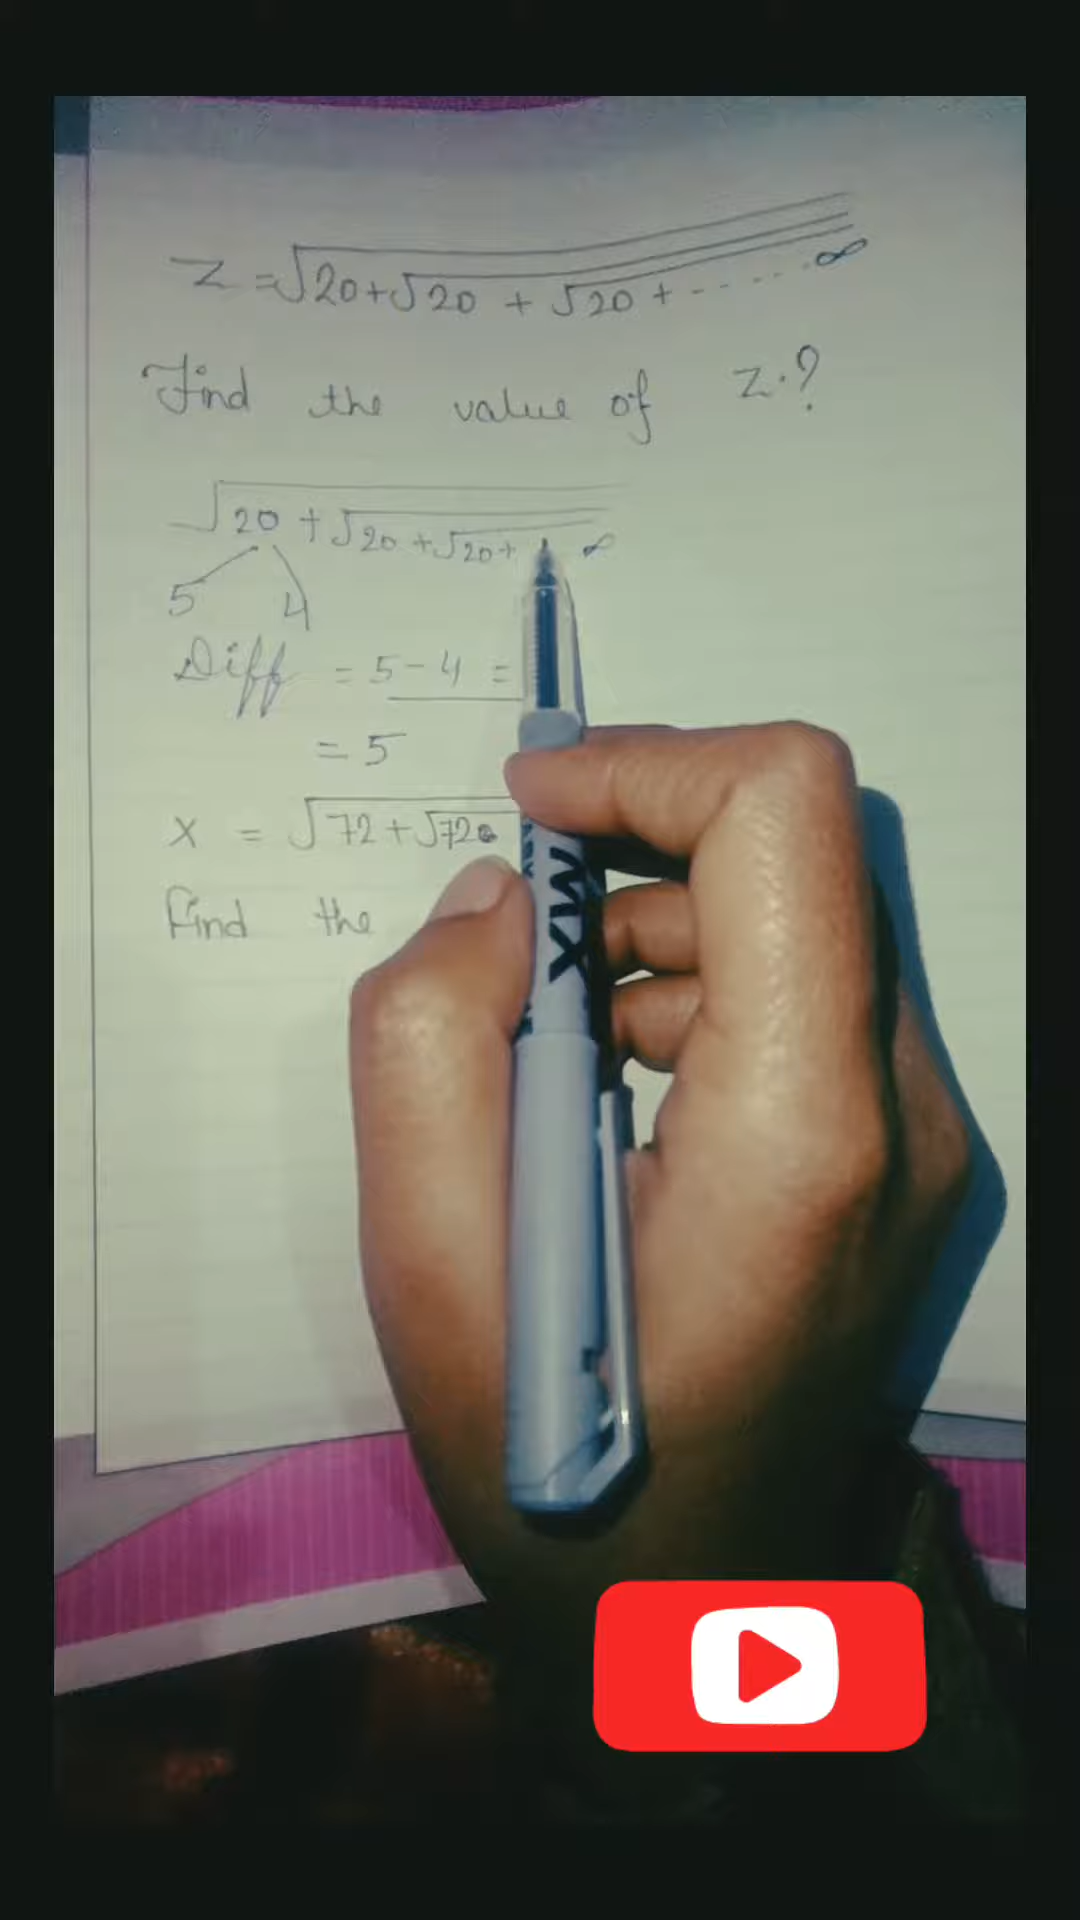 z = √20+√20 + √20 + - - - - . . . ∞
Find the value of z.?
√20 + √20 + √20+ ∞
5 4
Diff = 5 - 4 =
= 5
x = √72 + √72
Find the
MX